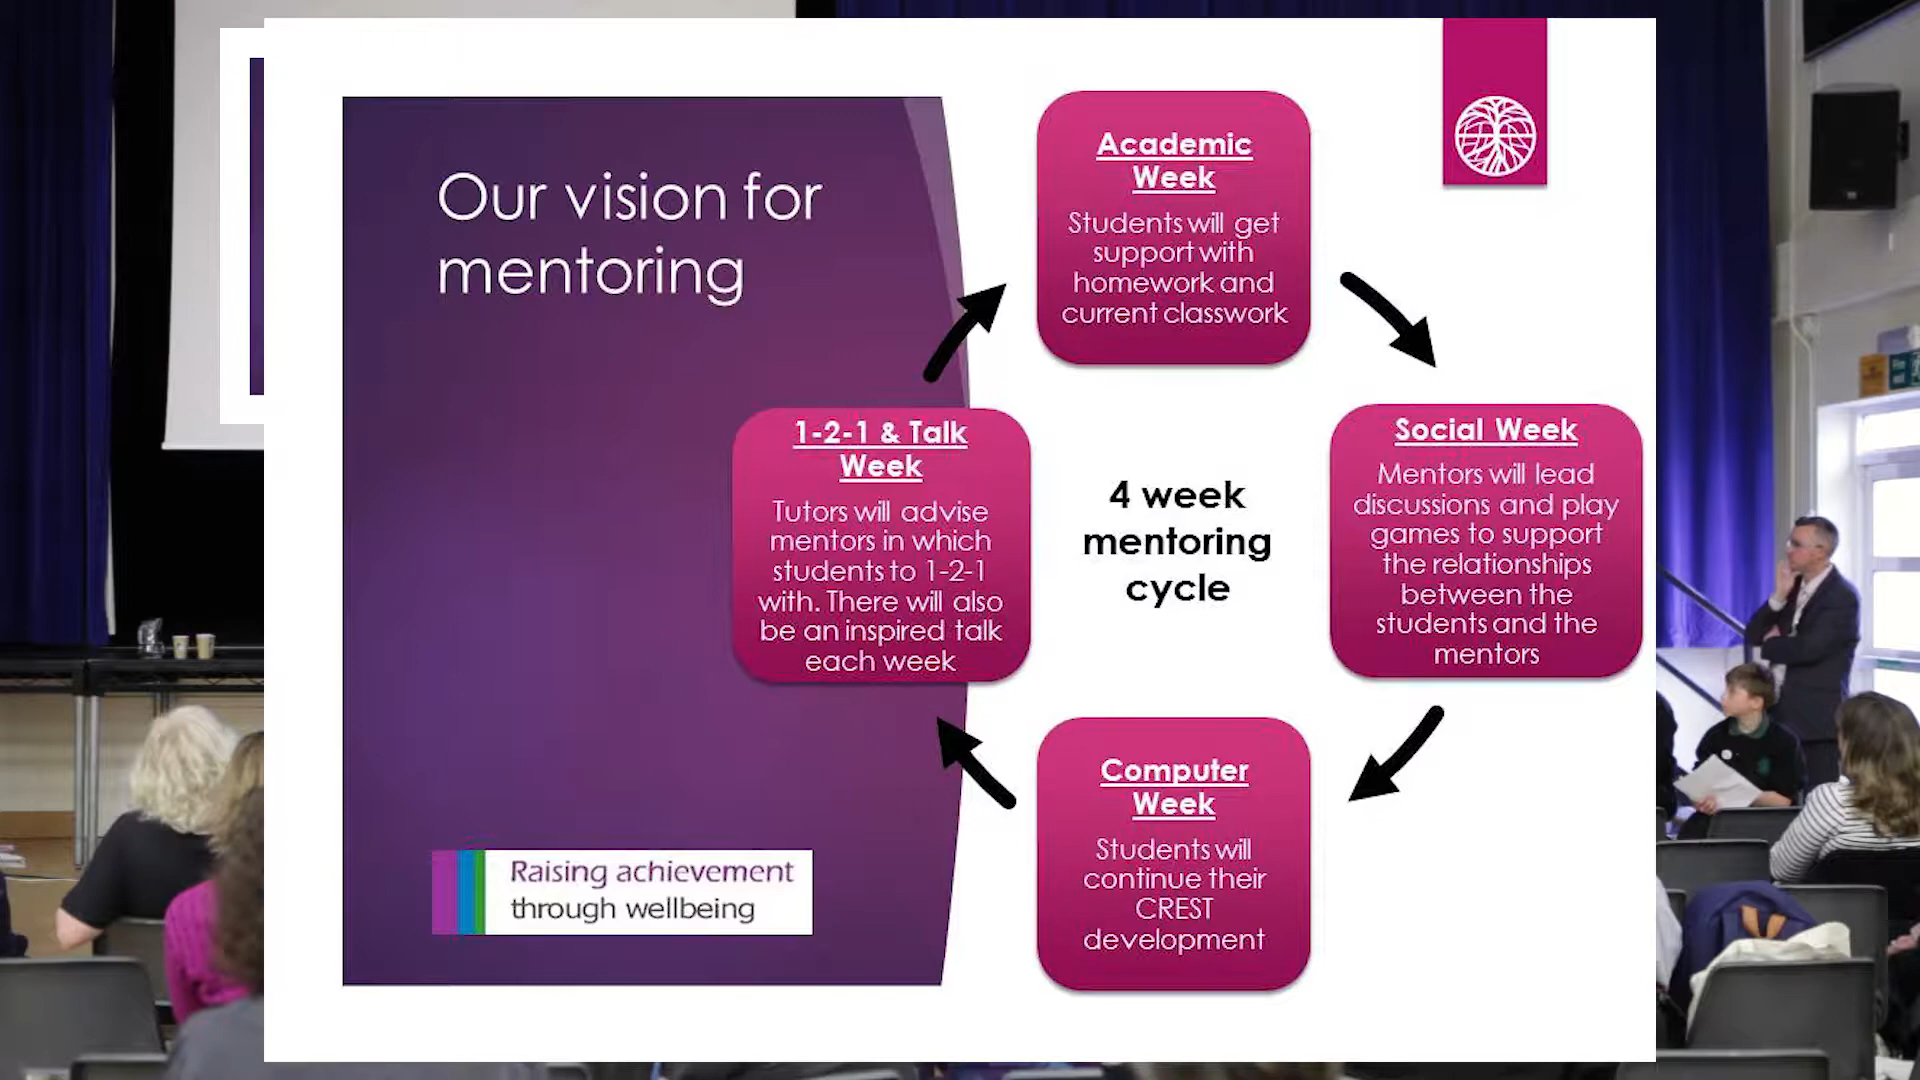 Our vision for
mentoring
Academic
Week
Students will get
support with
homework and
current classwork
Social Week
Mentors will lead
discussions and play
games to support
the relationships
between the
students and the
mentors
4 week
mentoring
cycle
1-2-1 & Talk
Week
Tutors will advise
mentors in which
students to 1-2-1
with. There will also
be an inspired talk
each week
Computer
Week
Students will
continue their
CREST
development
Raising achievement
through wellbeing